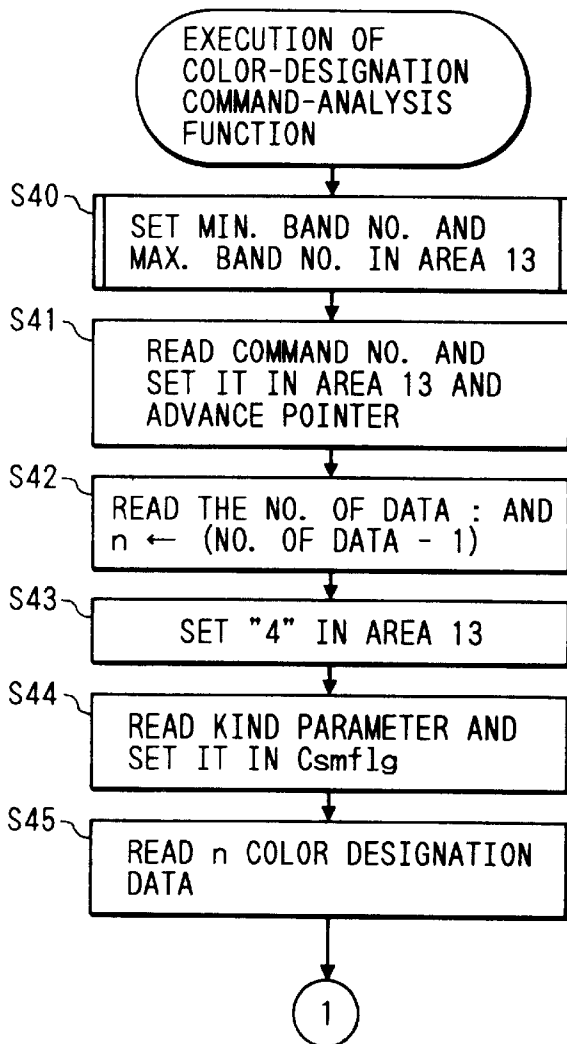 EXECUTION OF
COLOR-DESIGNATION
COMMAND-ANALYSIS
FUNCTION
S40
SET MIN. BAND NO. AND
MAX. BAND NO. IN AREA 13
S41
READ COMMAND NO. AND
SET IT IN AREA 13 AND
ADVANCE POINTER
S42
READ THE NO. OF DATA : AND
n ← (NO. OF DATA - 1)
S43
SET "4" IN AREA 13
S44
READ KIND PARAMETER AND
SET IT IN Csmflg
S45
READ n COLOR DESIGNATION
DATA
1